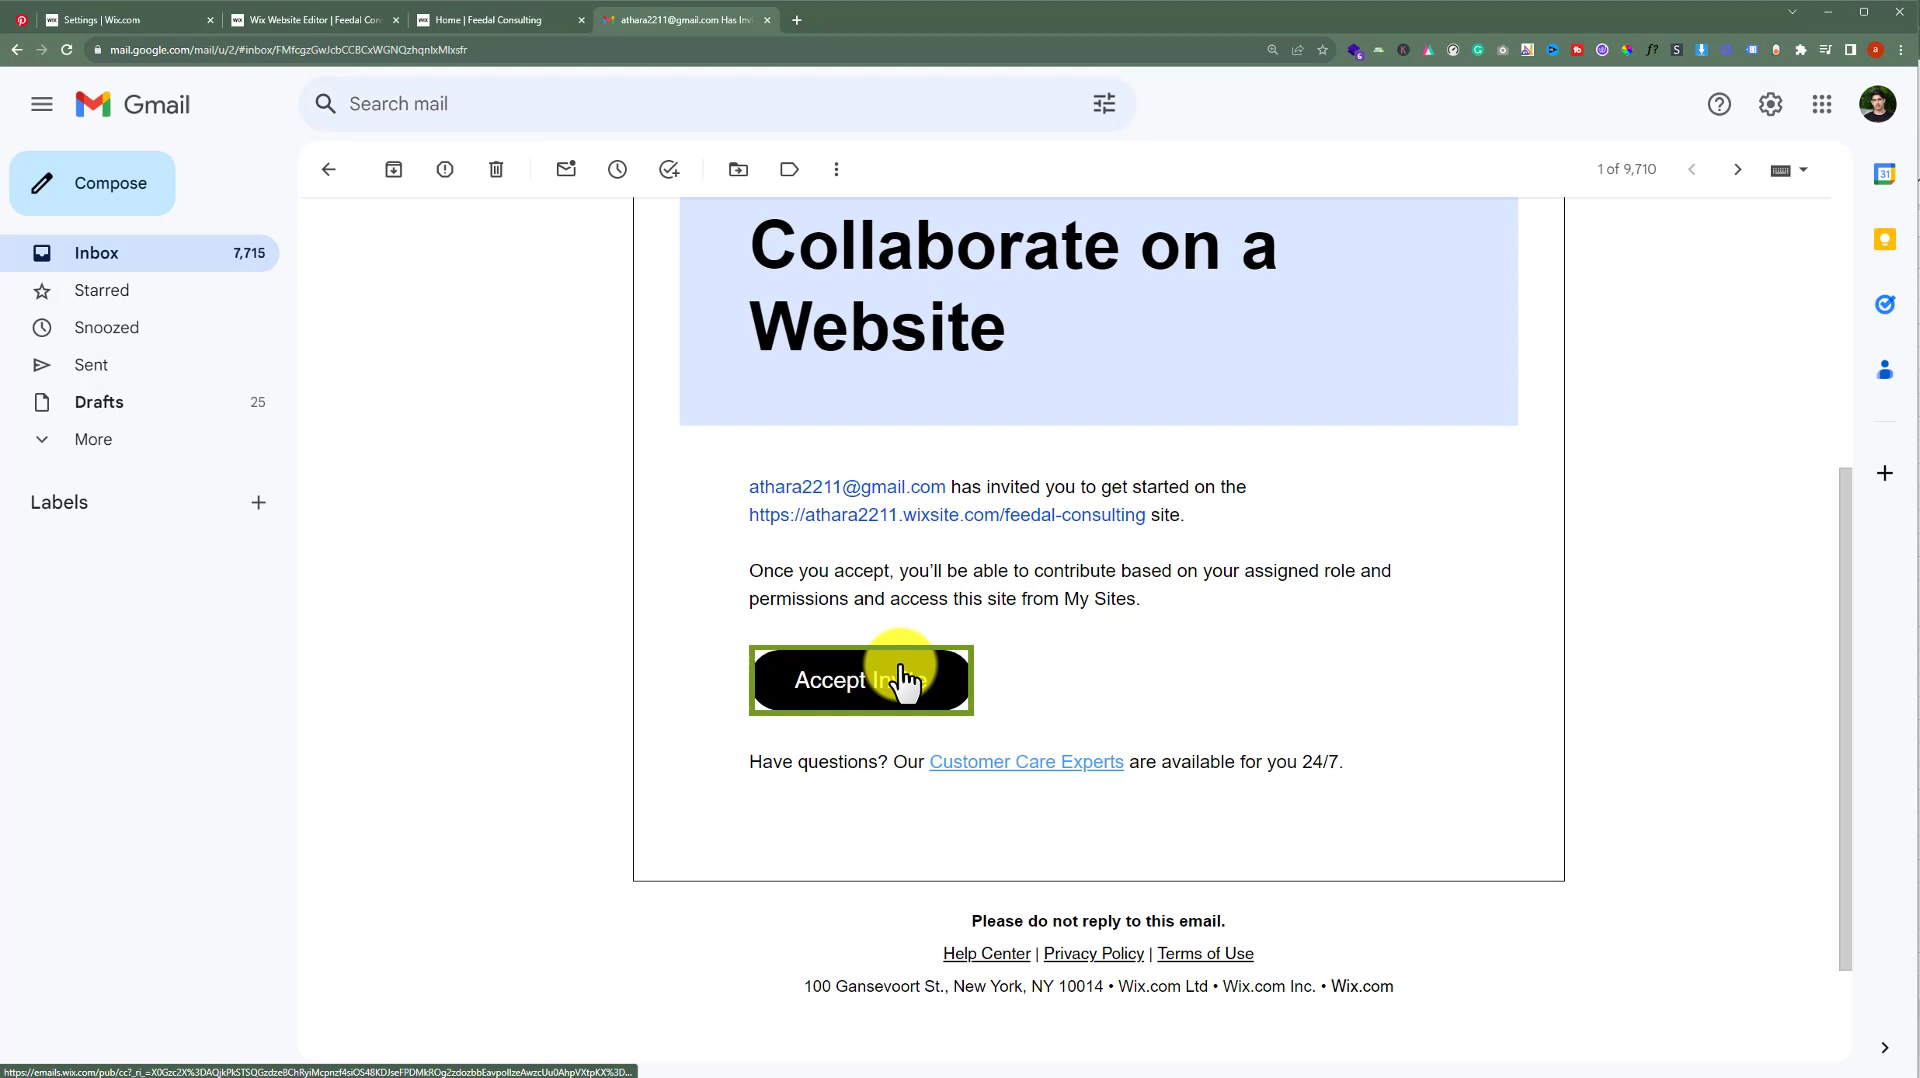 Settings | Wix.com
Wix Website Editor | Feedal Con
Home | Feedal Consulting
athara2211@gmail.com Has Inv
mail.google.com/mail/u/2/#inbox/FMfcgzGwJcbCCBCxWGNQzhqnlxMlxsfr
Gmail
Search mail
Compose
1 of 9,710
Inbox 7,715
Starred
Snoozed
Sent
Drafts 25
More
Labels
Collaborate on a
Website
athara2211@gmail.com has invited you to get started on the
https://athara2211.wixsite.com/feedal-consulting site.
Once you accept, you’ll be able to contribute based on your assigned role and
permissions and access this site from My Sites.
Accept Invite
Have questions? Our Customer Care Experts are available for you 24/7.
Please do not reply to this email.
Help Center | Privacy Policy | Terms of Use
100 Gansevoort St., New York, NY 10014 • Wix.com Ltd • Wix.com Inc. • Wix.com